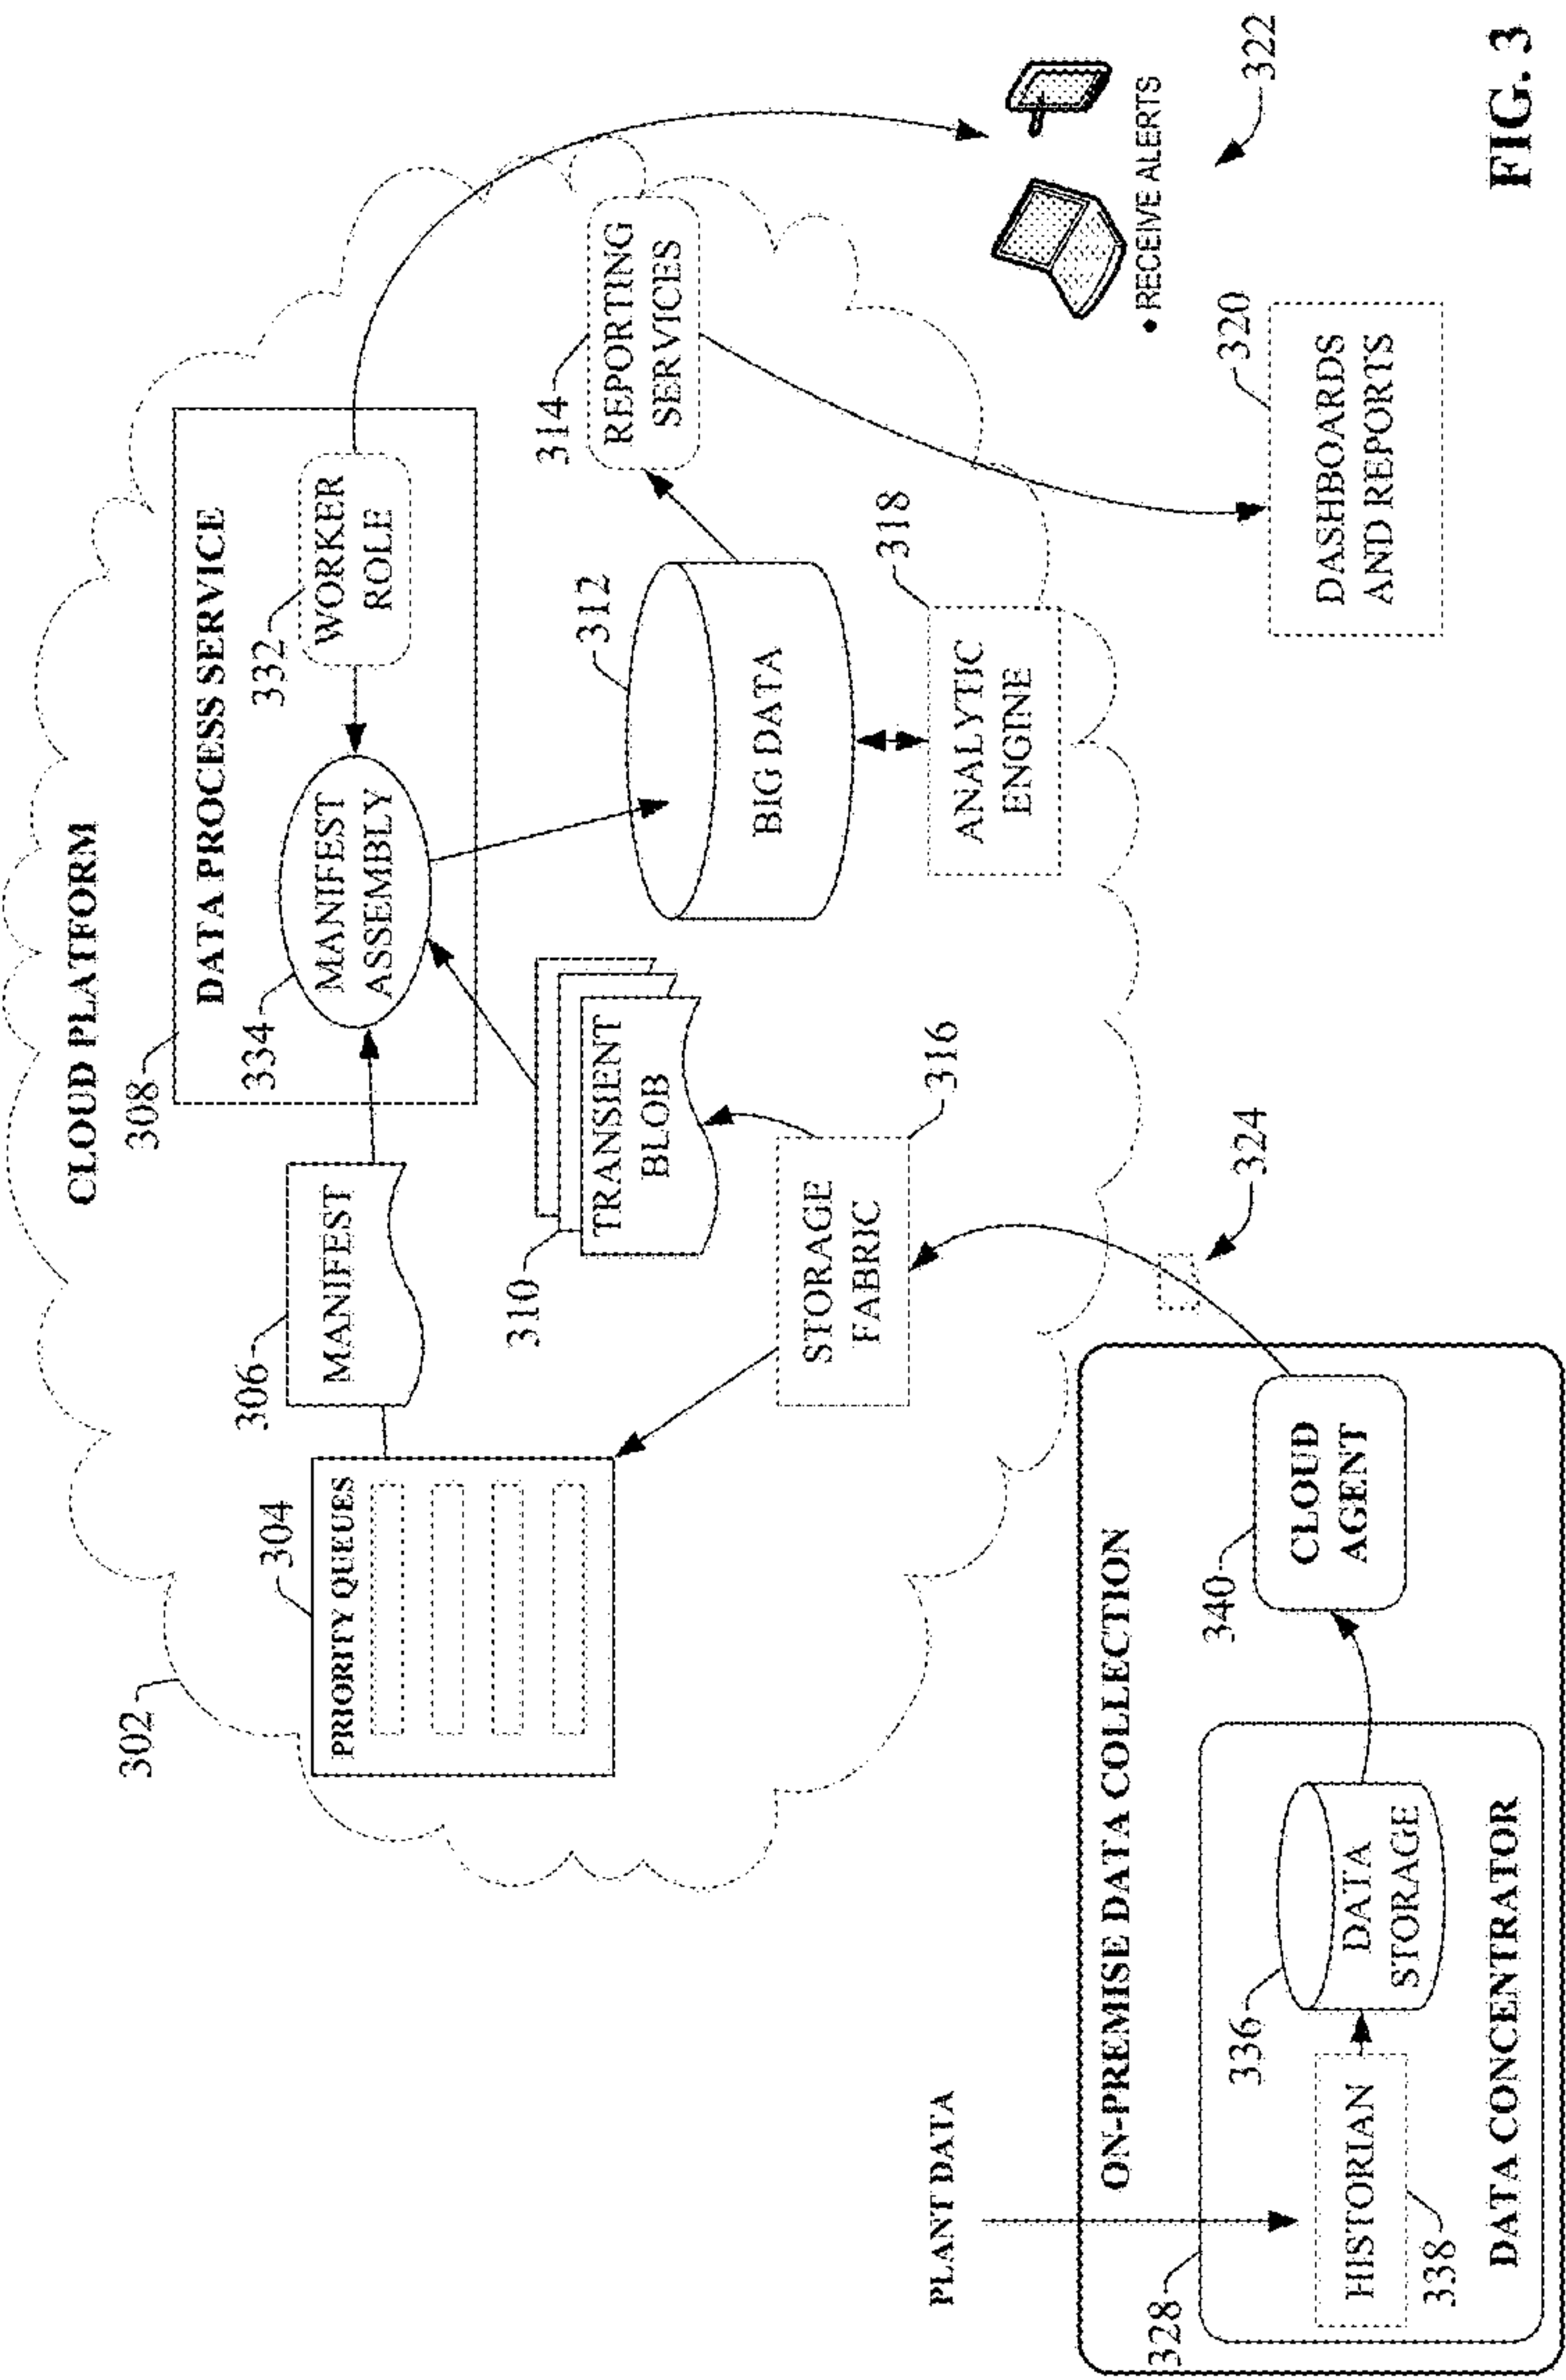 CLOUD PLATFORM
302
304
PRIORITY QUEUES
306
MANIFEST
308
DATA PROCESS SERVICE
334
MANIFEST
ASSEMBLY
332
WORKER
ROLE
310
TRANSIENT
BLOB
312
BIG DATA
314
REPORTING
SERVICES
STORAGE
FABRIC
316
ANALYTIC
ENGINE
318
• RECEIVE ALERTS
322
320
DASHBOARDS
AND REPORTS
324
PLANT DATA
ON-PREMISE DATA COLLECTION
328
HISTORIAN
338
336
DATA
STORAGE
DATA CONCENTRATOR
340
CLOUD
AGENT
FIG. 3